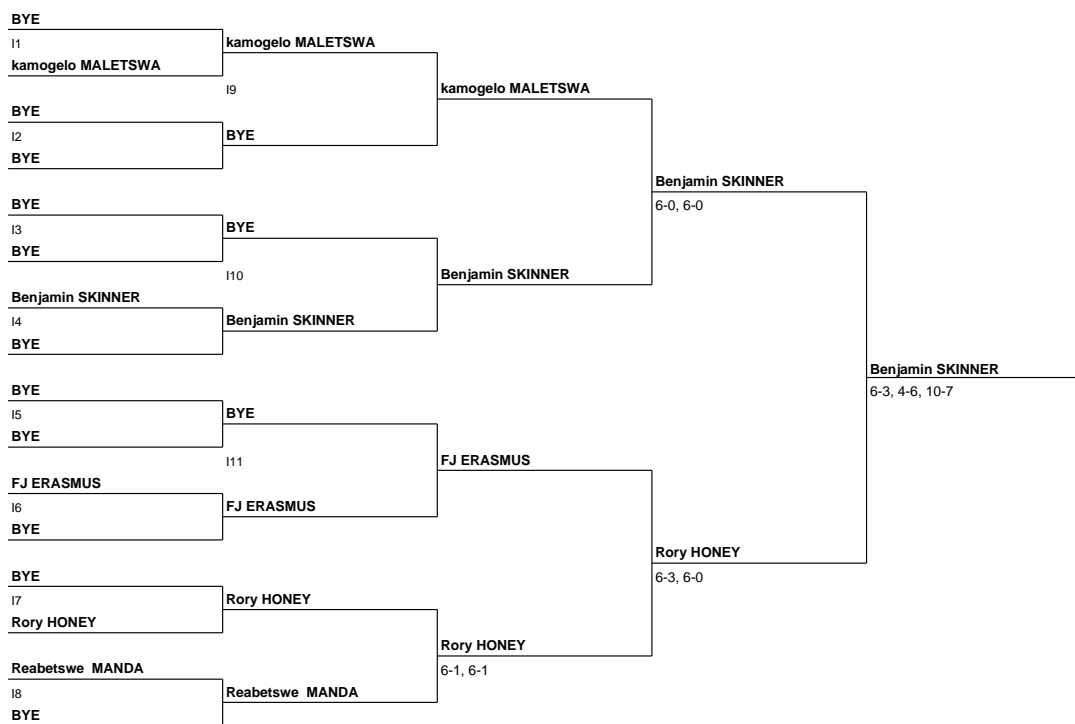 BYE
I1
kamogelo MALETSWA
kamogelo MALETSWA
I9
kamogelo MALETSWA
BYE
I2
BYE
BYE
Benjamin SKINNER
6-0, 6-0
BYE
I3
BYE
BYE
I10
Benjamin SKINNER
Benjamin SKINNER
I4
Benjamin SKINNER
BYE
Benjamin SKINNER
6-3, 4-6, 10-7
BYE
I5
BYE
BYE
I11
FJ ERASMUS
FJ ERASMUS
I6
FJ ERASMUS
BYE
Rory HONEY
6-3, 6-0
BYE
I7
Rory HONEY
Rory HONEY
Rory HONEY
6-1, 6-1
Reabetswe  MANDA
I8
Reabetswe  MANDA
BYE